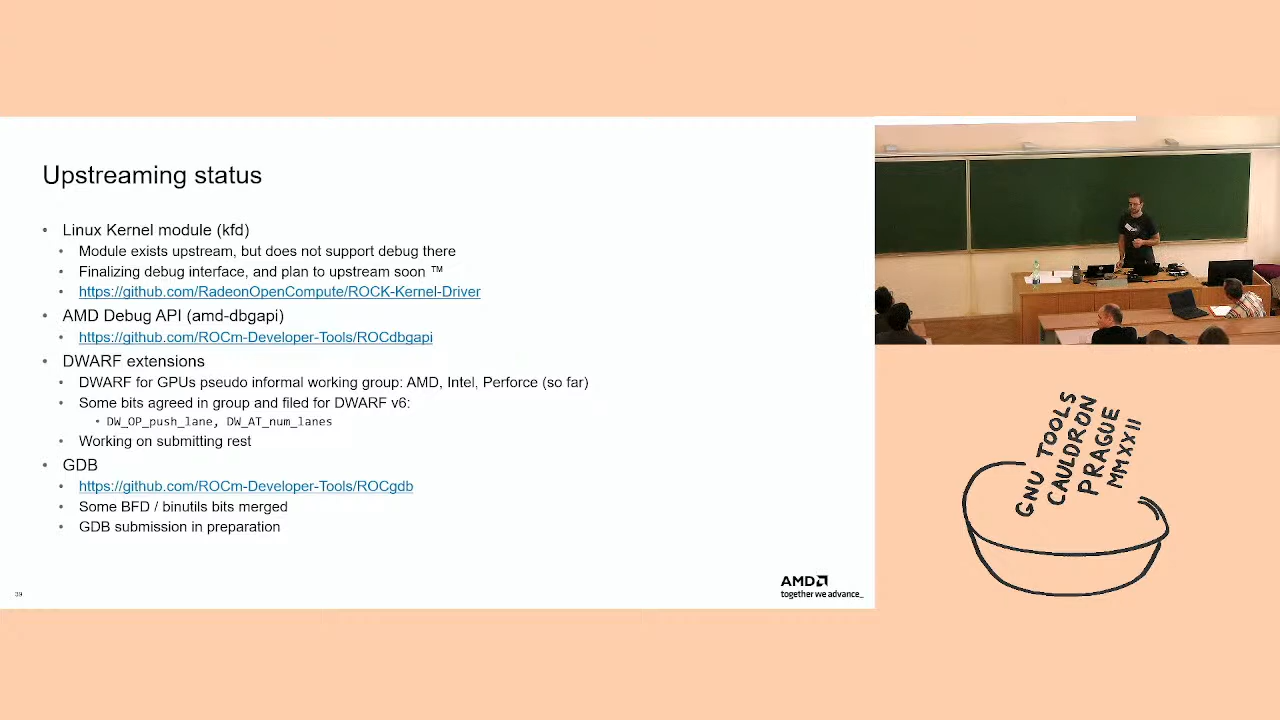 Upstreaming status
• Linux Kernel module (kfd)
• Module exists upstream, but does not support debug there
• Finalizing debug interface, and plan to upstream soon ™
• https://github.com/RadeonOpenCompute/ROCK-Kernel-Driver
• AMD Debug API (amd-dbgapi)
• https://github.com/ROCm-Developer-Tools/ROCdbgapi
• DWARF extensions
• DWARF for GPUs pseudo informal working group: AMD, Intel, Perforce (so far)
• Some bits agreed in group and filed for DWARF v6:
• DW_OP_push_lane, DW_AT_num_lanes
• Working on submitting rest
• GDB
• https://github.com/ROCm-Developer-Tools/ROCgdb
• Some BFD / binutils bits merged
• GDB submission in preparation
39
AMD
together we advance_
GNU TOOLS
CAULDRON
PRAGUE
MMXXII